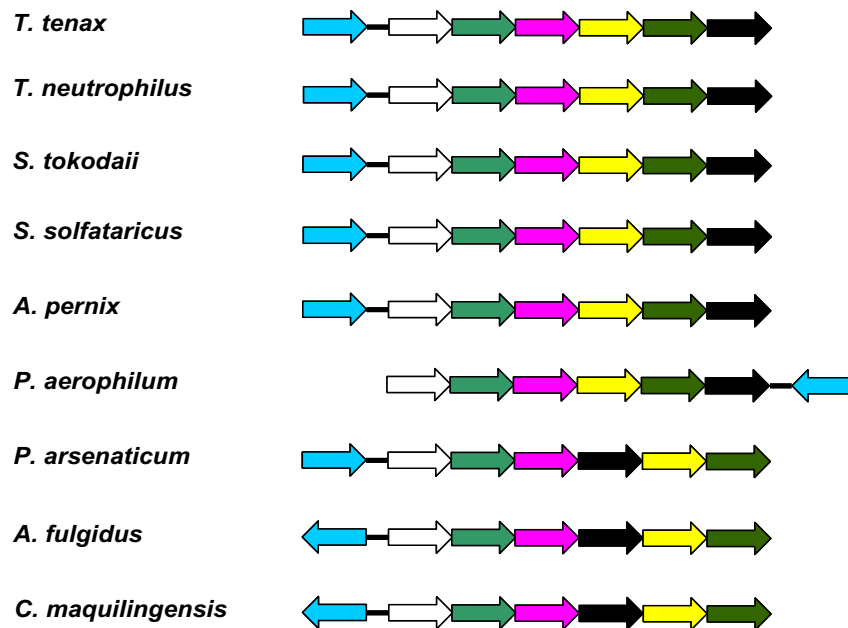 T. tenax
T. neutrophilus
S. tokodaii
S. solfataricus
A. pernix
P. aerophilum
P. arsenaticum
A. fulgidus
C. maquilingensis